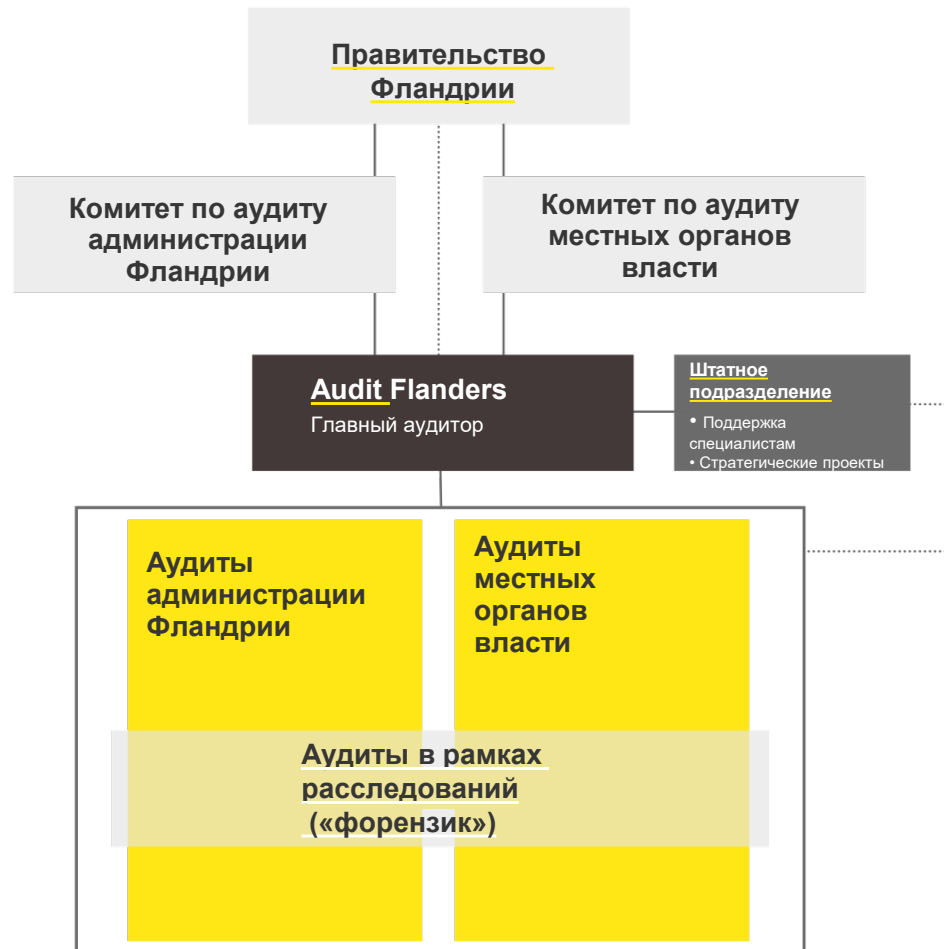 Правительство
Фландрии
Комитет по аудиту
администрации
Фландрии
Комитет по аудиту
местных органов
власти
Audit Flanders
Главный аудитор
Штатное
подразделение
• Поддержка
специалистам
• Стратегические проекты
Аудиты
администрации
Фландрии
Аудиты
местных
органов
власти
Аудиты в рамках
расследований
(«форензик»)